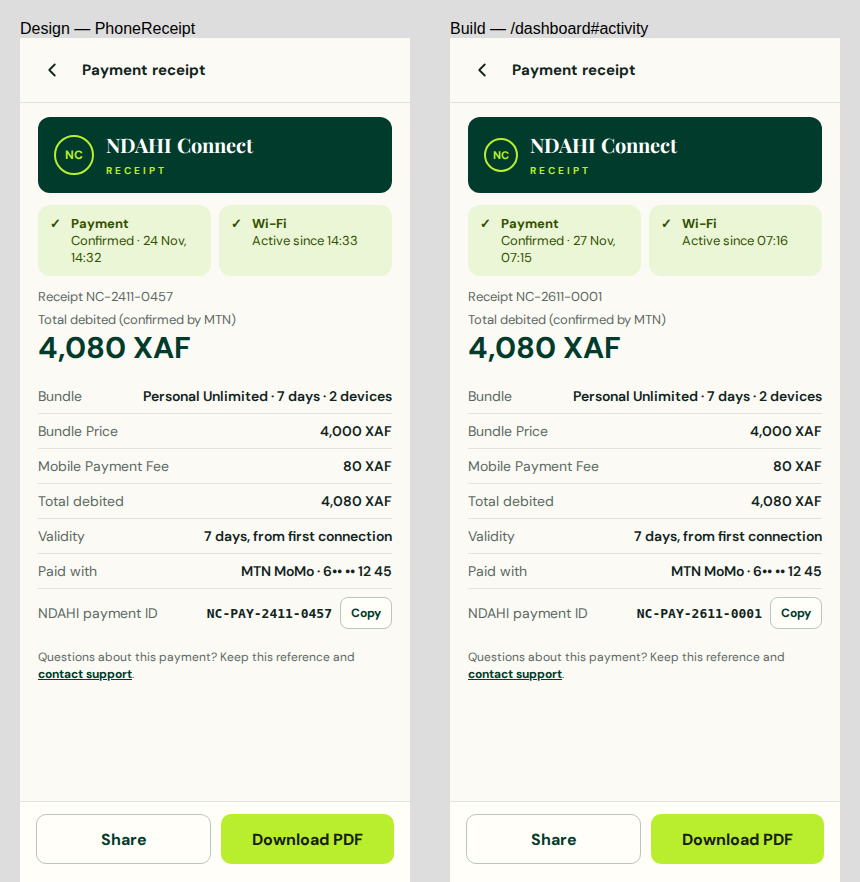 Design — PhoneReceipt
Payment receipt
NC
NDAHI Connect
RECEIPT
✓ Payment
Confirmed · 24 Nov,
14:32
✓ Wi-Fi
Active since 14:33
Receipt NC-2411-0457
Total debited (confirmed by MTN)
4,080 XAF
Bundle Personal Unlimited · 7 days · 2 devices
Bundle Price 4,000 XAF
Mobile Payment Fee 80 XAF
Total debited 4,080 XAF
Validity 7 days, from first connection
Paid with MTN MoMo · 6•• •• 12 45
NDAHI payment ID NC-PAY-2411-0457 Copy
Questions about this payment? Keep this reference and
contact support.
Share Download PDF
Build — /dashboard#activity
Payment receipt
NC
NDAHI Connect
RECEIPT
✓ Payment
Confirmed · 27 Nov,
07:15
✓ Wi-Fi
Active since 07:16
Receipt NC-2611-0001
Total debited (confirmed by MTN)
4,080 XAF
Bundle Personal Unlimited · 7 days · 2 devices
Bundle Price 4,000 XAF
Mobile Payment Fee 80 XAF
Total debited 4,080 XAF
Validity 7 days, from first connection
Paid with MTN MoMo · 6•• •• 12 45
NDAHI payment ID NC-PAY-2611-0001 Copy
Questions about this payment? Keep this reference and
contact support.
Share Download PDF